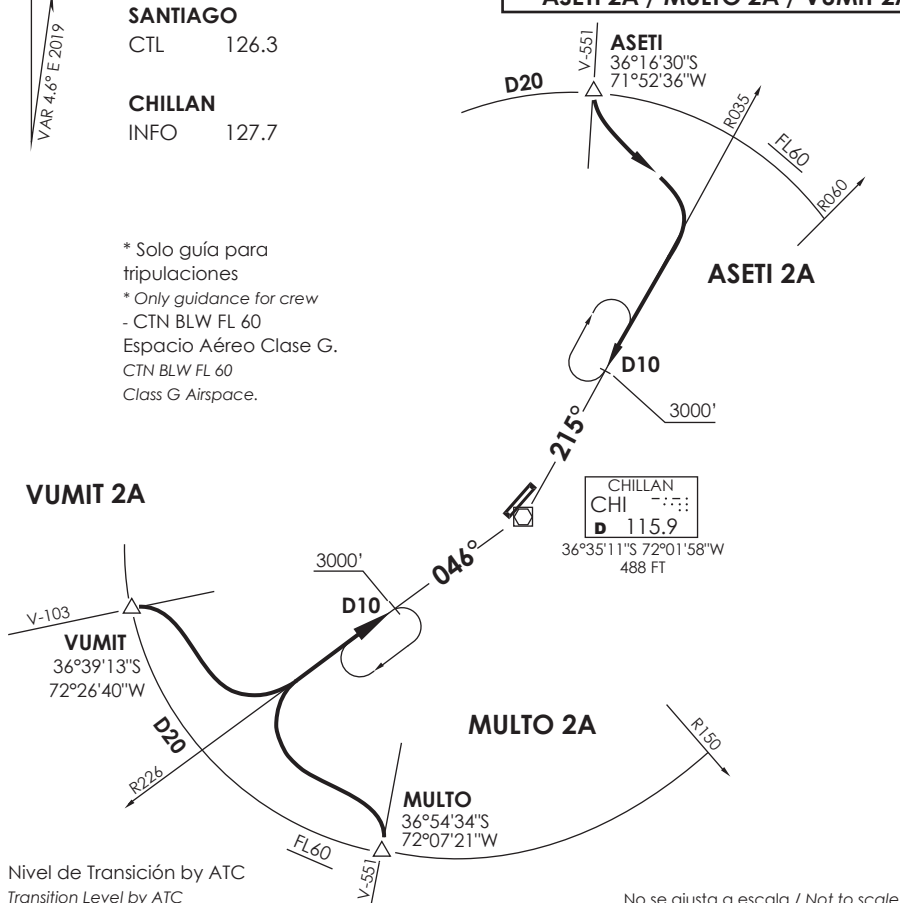 ASETI 2A / MULTO 2A / VUMIT 2A
VAR 4.6° E 2019
SANTIAGO
CTL 126.3
CHILLAN
INFO 127.7
* Solo guía para
tripulaciones
* Only guidance for crew
- CTN BLW FL 60
Espacio Aéreo Clase G.
CTN BLW FL 60
Class G Airspace.
V-551
ASETI
36°16'30"S
71°52'36"W
D20
R035
FL60
R060
ASETI 2A
D10
3000'
215°
CHILLAN
CHI
D 115.9
36°35'11"S 72°01'58"W
488 FT
VUMIT 2A
046°
3000'
D10
V-103
VUMIT
36°39'13"S
72°26'40"W
D20
R226
MULTO 2A
R150
MULTO
36°54'34"S
72°07'21"W
FL60
V-551
Nivel de Transición by ATC
Transition Level by ATC
No se ajusta a escala / Not to scale